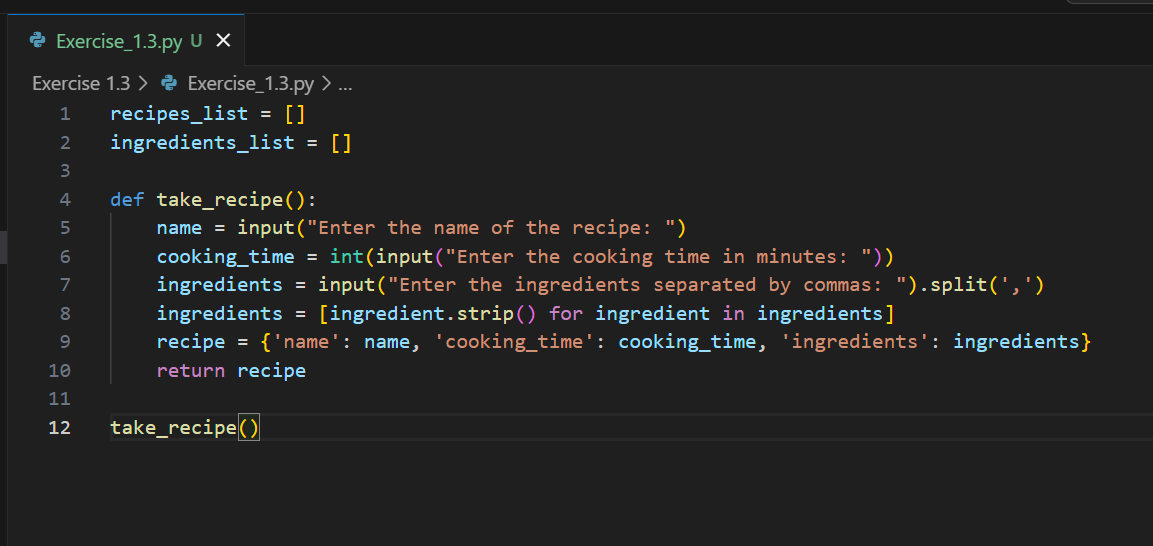 Exercise_1.3.py U
Exercise 1.3 > Exercise_1.3.py > ...
1 recipes_list = []
2 ingredients_list = []
3
4 def take_recipe():
5     name = input("Enter the name of the recipe: ")
6     cooking_time = int(input("Enter the cooking time in minutes: "))
7     ingredients = input("Enter the ingredients separated by commas: ").split(',')
8     ingredients = [ingredient.strip() for ingredient in ingredients]
9     recipe = {'name': name, 'cooking_time': cooking_time, 'ingredients': ingredients}
10     return recipe
11
12 take_recipe()